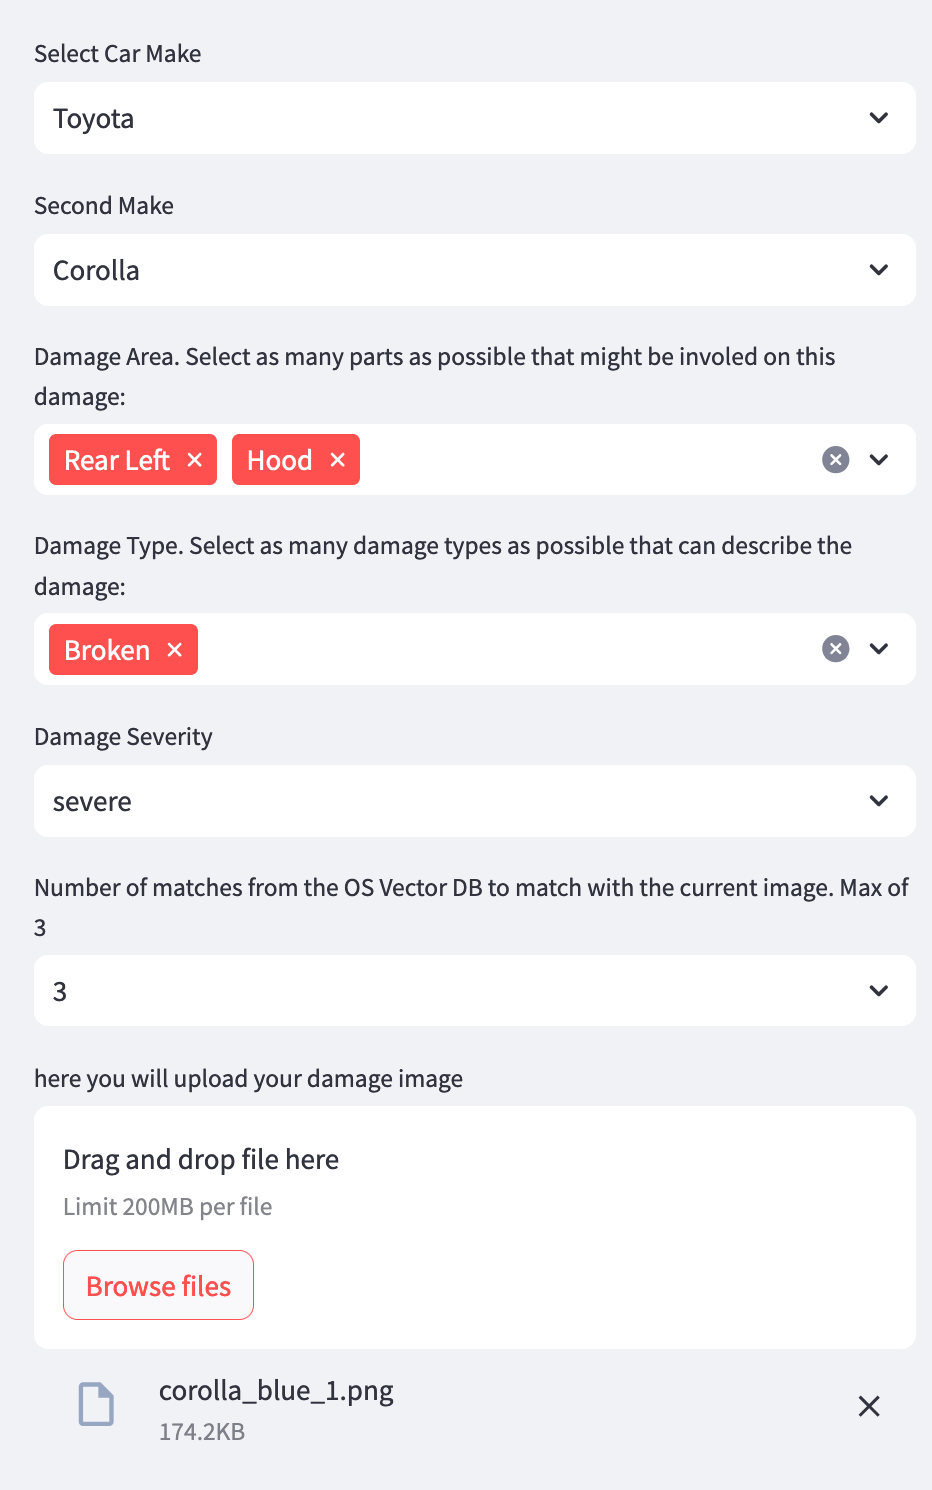 Select Car Make
Toyota
Second Make
Corolla
Damage Area. Select as many parts as possible that might be involed on this
damage:
Rear Left
Hood
Damage Type. Select as many damage types as possible that can describe the
damage:
Broken
Damage Severity
severe
Number of matches from the OS Vector DB to match with the current image. Max of
3
3
here you will upload your damage image
Drag and drop file here
Limit 200MB per file
Browse files
corolla_blue_1.png
174.2KB